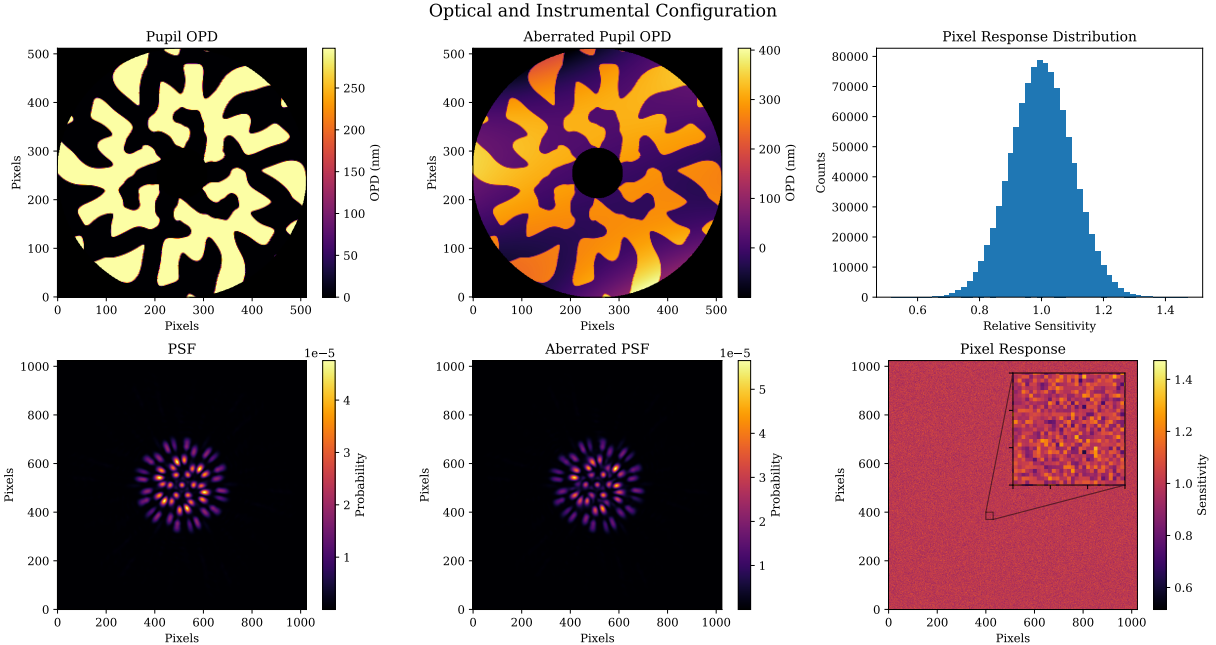 Optical and Instrumental Configuration
Pupil OPD
Pixels
500
400
300
200
100
0
0 100 200 300 400 500
Pixels
250
200
150
100
50
0
OPD (nm)
Aberrated Pupil OPD
Pixels
500
400
300
200
100
0
0 100 200 300 400 500
Pixels
400
300
200
100
0
OPD (nm)
Pixel Response Distribution
Counts
80000
70000
60000
50000
40000
30000
20000
10000
0
0.6 0.8 1.0 1.2 1.4
Relative Sensitivity
PSF
1e−5
Pixels
1000
800
600
400
200
0
0 200 400 600 800 1000
Pixels
4
3
2
1
Probability
Aberrated PSF
1e−5
Pixels
1000
800
600
400
200
0
0 200 400 600 800 1000
Pixels
5
4
3
2
1
Probability
Pixel Response
Pixels
1000
800
600
400
200
0
0 200 400 600 800 1000
Pixels
1.4
1.2
1.0
0.8
0.6
Sensitivity